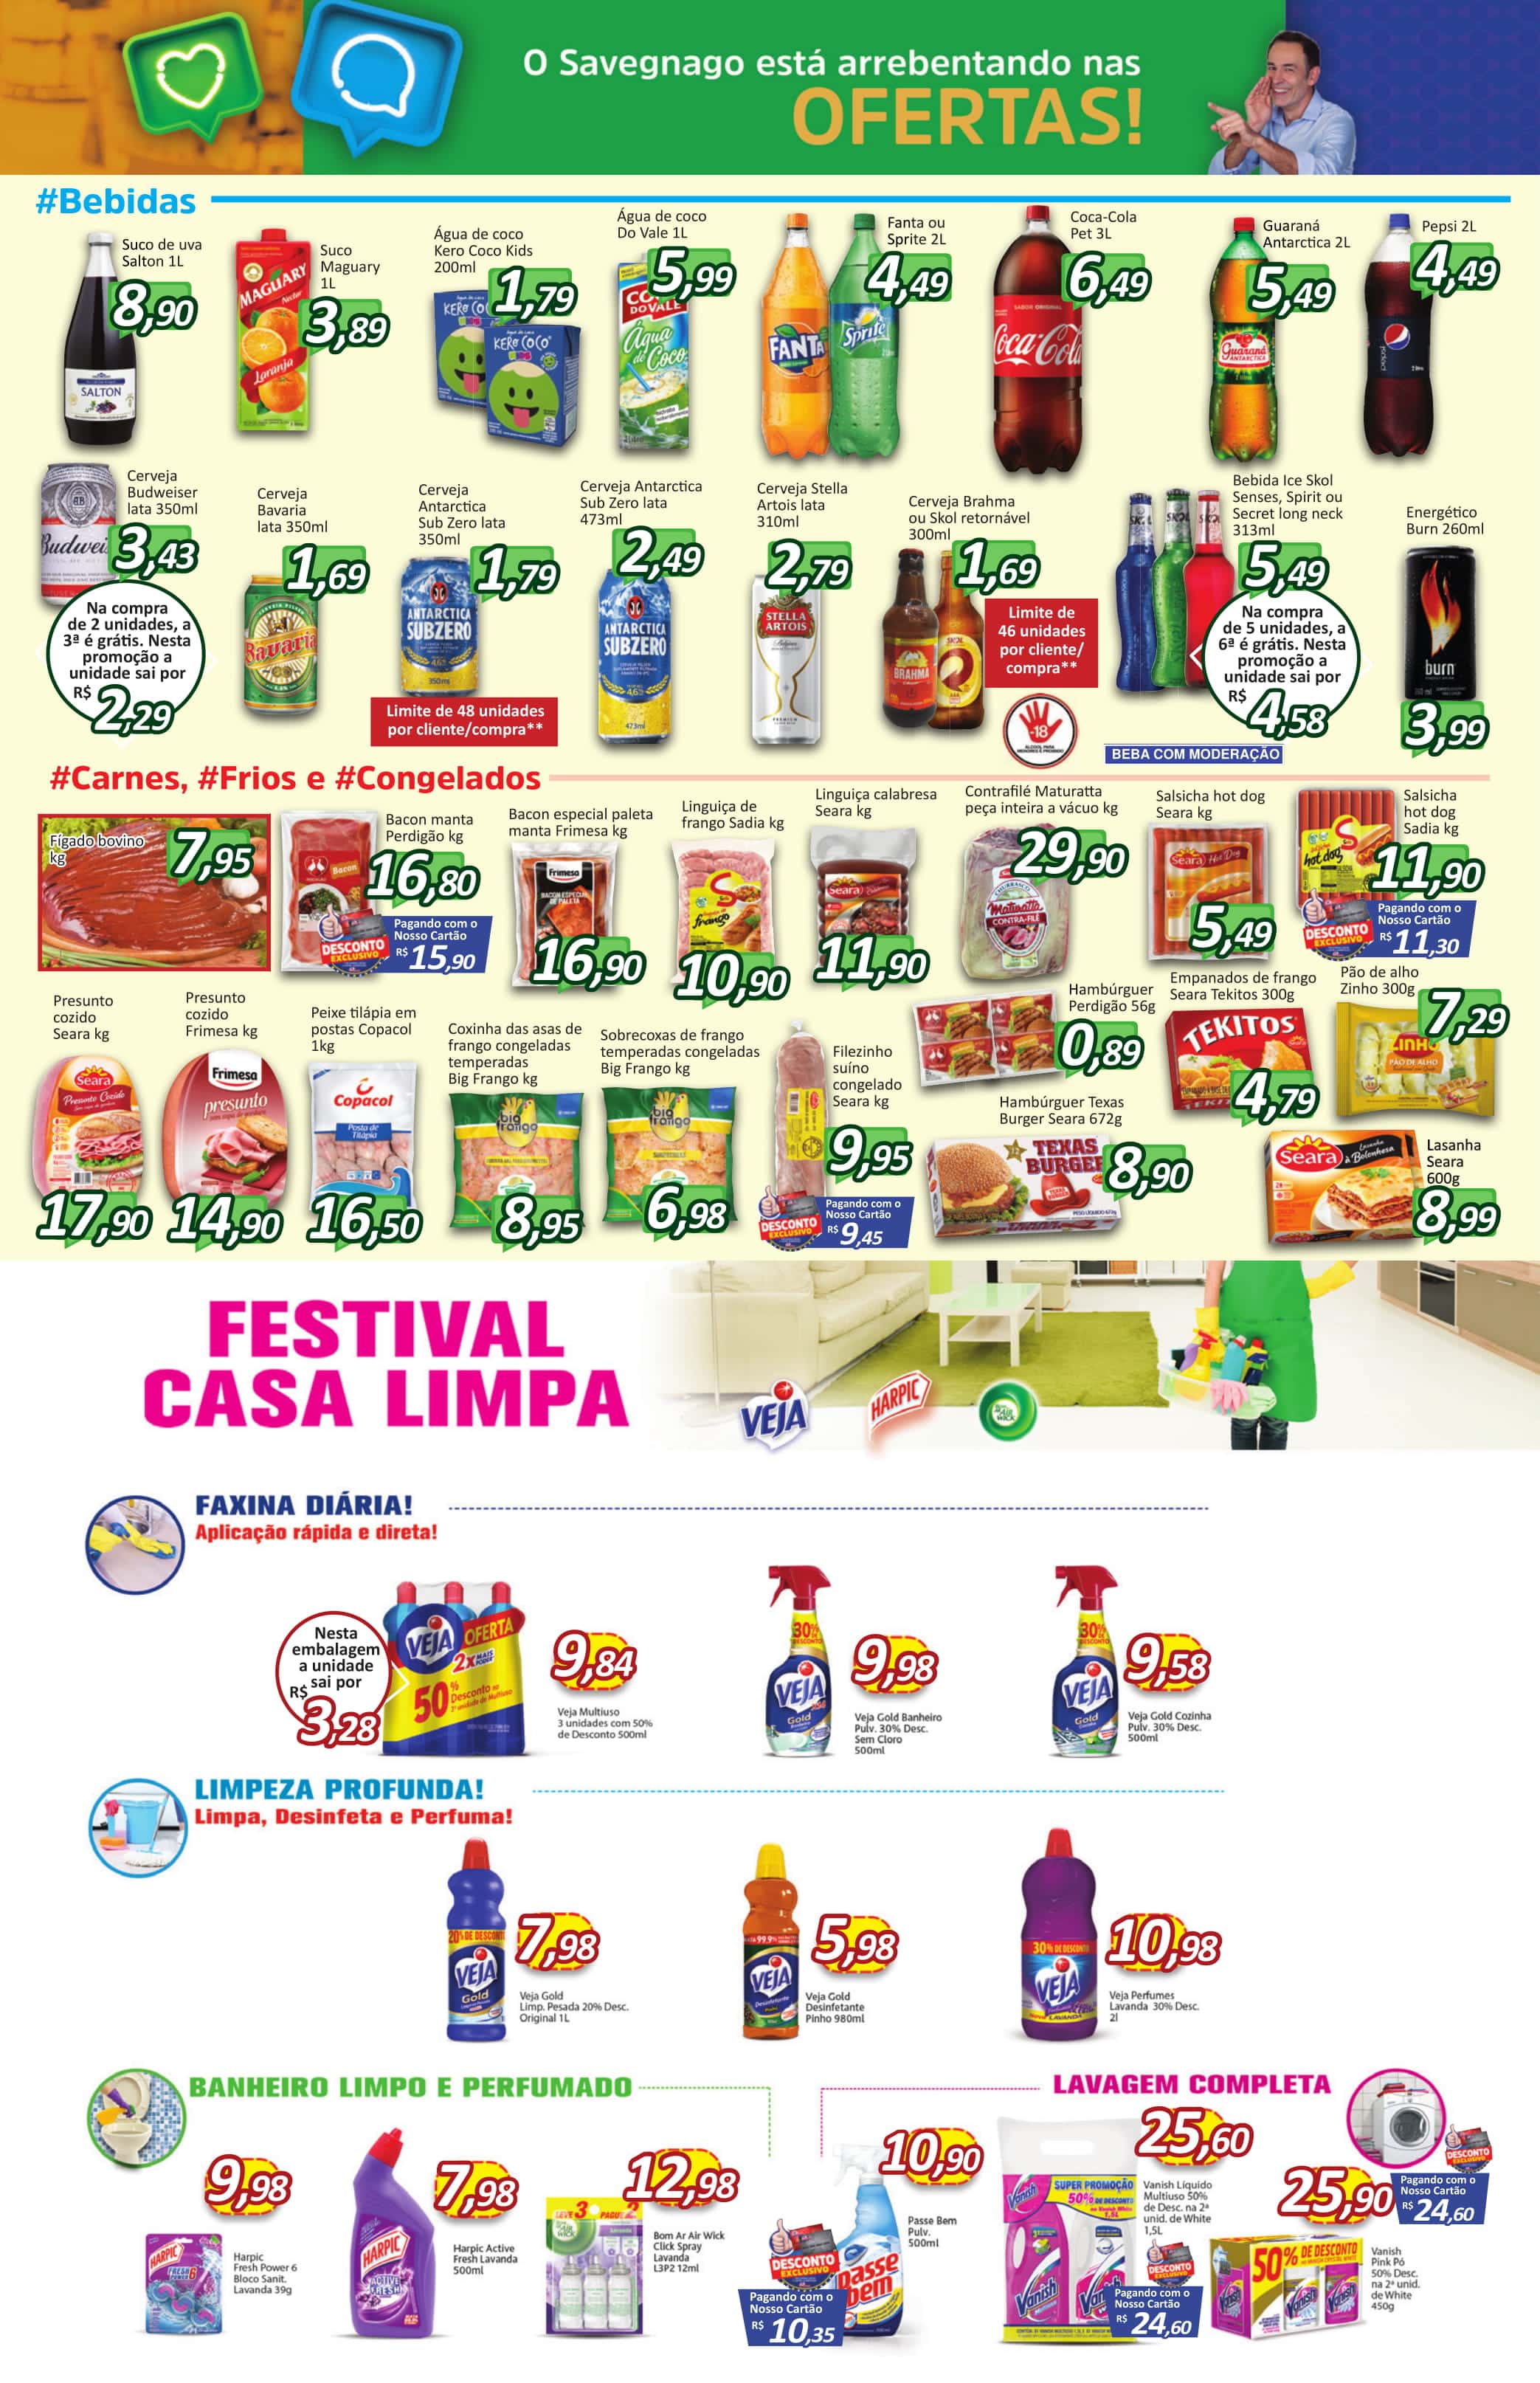 O Savegnago está arrebentando nas
OFERTAS!
#Bebidas
Suco de uva
Salton 1L
8,90
Suco
Maguary
1L
3,89
Água de coco
Kero Coco Kids
200ml
1,79
Água de coco
Do Vale 1L
5,99
Fanta ou
Sprite 2L
4,49
Coca-Cola
Pet 3L
6,49
Guaraná
Antarctica 2L
5,49
Pepsi 2L
4,49
Cerveja
Budweiser
lata 350ml
3,43
Na compra
de 2 unidades, a
3ª é grátis. Nesta
promoção a
unidade sai por
R$ 2,29
Cerveja
Bavaria
lata 350ml
1,69
Cerveja
Antarctica
Sub Zero lata
350ml
1,79
Limite de 48 unidades
por cliente/compra**
Cerveja Antarctica
Sub Zero lata
473ml
2,49
Cerveja Stella
Artois lata
310ml
2,79
Cerveja Brahma
ou Skol retornável
300ml
1,69
Limite de
46 unidades
por cliente/
compra**
-18
Bebida Ice Skol
Senses, Spirit ou
Secret long neck
313ml
5,49
Na compra
de 5 unidades, a
6ª é grátis. Nesta
promoção a
unidade sai por
R$ 4,58
BEBA COM MODERAÇÃO
Energético
Burn 260ml
3,99
#Carnes, #Frios e #Congelados
Fígado bovino
kg
7,95
Bacon manta
Perdigão kg
16,80
DESCONTO
EXCLUSIVO
Pagando com o
Nosso Cartão
R$ 15,90
Bacon especial paleta
manta Frimesa kg
16,90
Linguiça de
frango Sadia kg
10,90
Linguiça calabresa
Seara kg
11,90
Contrafilé Maturatta
peça inteira a vácuo kg
29,90
Salsicha hot dog
Seara kg
5,49
Salsicha
hot dog
Sadia kg
11,90
DESCONTO
EXCLUSIVO
Pagando com o
Nosso Cartão
R$ 11,30
Presunto
cozido
Seara kg
17,90
Presunto
cozido
Frimesa kg
14,90
Peixe tilápia em
postas Copacol
1kg
16,50
Coxinha das asas de
frango congeladas
temperadas
Big Frango kg
8,95
Sobrecoxas de frango
temperadas congeladas
Big Frango kg
6,98
Filezinho
suíno
congelado
Seara kg
9,95
DESCONTO
EXCLUSIVO
Pagando com o
Nosso Cartão
R$ 9,45
Hambúrguer
Perdigão 56g
0,89
Hambúrguer Texas
Burger Seara 672g
8,90
Empanados de frango
Seara Tekitos 300g
4,79
Pão de alho
Zinho 300g
7,29
Lasanha
Seara
600g
8,99
FESTIVAL
CASA LIMPA
VEJA
HARPIC
AIR WICK
FAXINA DIÁRIA!
Aplicação rápida e direta!
Nesta
embalagem
a unidade
sai por
R$ 3,28
9,84
Veja Multiuso
3 unidades com 50%
de Desconto 500ml
9,98
Veja Gold Banheiro
Pulv. 30% Desc.
Sem Cloro
500ml
9,58
Veja Gold Cozinha
Pulv. 30% Desc.
500ml
LIMPEZA PROFUNDA!
Limpa, Desinfeta e Perfuma!
7,98
Veja Gold
Limp. Pesada 20% Desc.
Original 1L
5,98
Veja Gold
Desinfetante
Pinho 980ml
10,98
Veja Perfumes
Lavanda 30% Desc.
2l
BANHEIRO LIMPO E PERFUMADO
9,98
Harpic
Fresh Power 6
Bloco Sanit.
Lavanda 39g
7,98
Harpic Active
Fresh Lavanda
500ml
12,98
Bom Ar Air Wick
Click Spray
Lavanda
L3P2 12ml
LAVAGEM COMPLETA
10,90
Passe Bem
Pulv.
500ml
DESCONTO
EXCLUSIVO
Pagando com o
Nosso Cartão
R$ 10,35
25,60
Vanish Líquido
Multiuso 50%
de Desc. na 2ª
unid. de White
1,5L
DESCONTO
EXCLUSIVO
Pagando com o
Nosso Cartão
R$ 24,60
25,90
DESCONTO
EXCLUSIVO
Pagando com o
Nosso Cartão
R$ 24,60
Vanish
Pink Pó
50% Desc.
na 2ª unid.
de White
450g